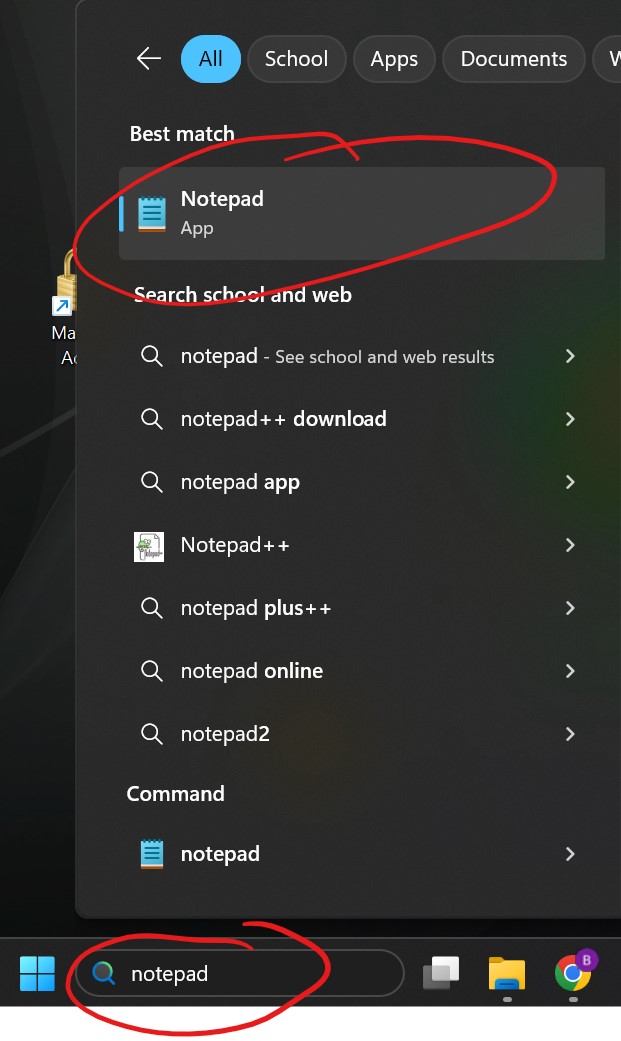 All School Apps Documents W
Best match
Notepad
App
Search school and web
notepad - See school and web results
notepad++ download
notepad app
Notepad++
notepad plus++
notepad online
notepad2
Command
notepad
Ma
Ac
notepad
B